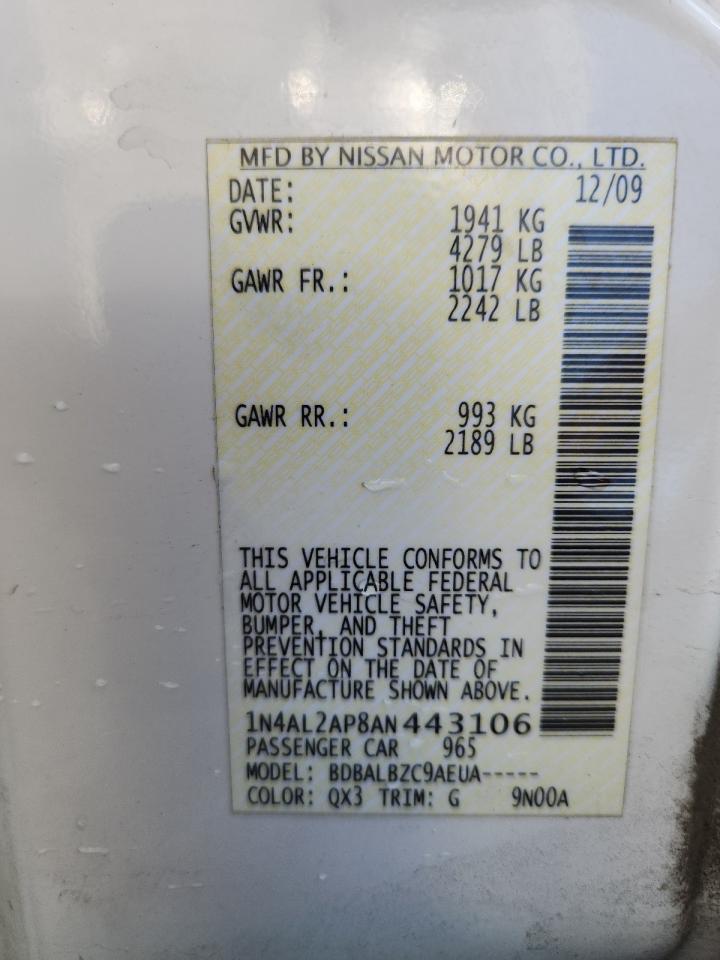 MFD BY NISSAN MOTOR CO., LTD.
DATE: 12/09
GVWR: 1941 KG
4279 LB
GAWR FR.: 1017 KG
2242 LB
GAWR RR.: 993 KG
2189 LB
THIS VEHICLE CONFORMS TO
ALL APPLICABLE FEDERAL
MOTOR VEHICLE SAFETY,
BUMPER, AND THEFT
PREVENTION STANDARDS IN
EFFECT ON THE DATE OF
MANUFACTURE SHOWN ABOVE.
1N4AL2AP8AN443106
PASSENGER CAR 965
MODEL: BDBALBZC9AEUA-----
COLOR: QX3 TRIM: G 9N00A